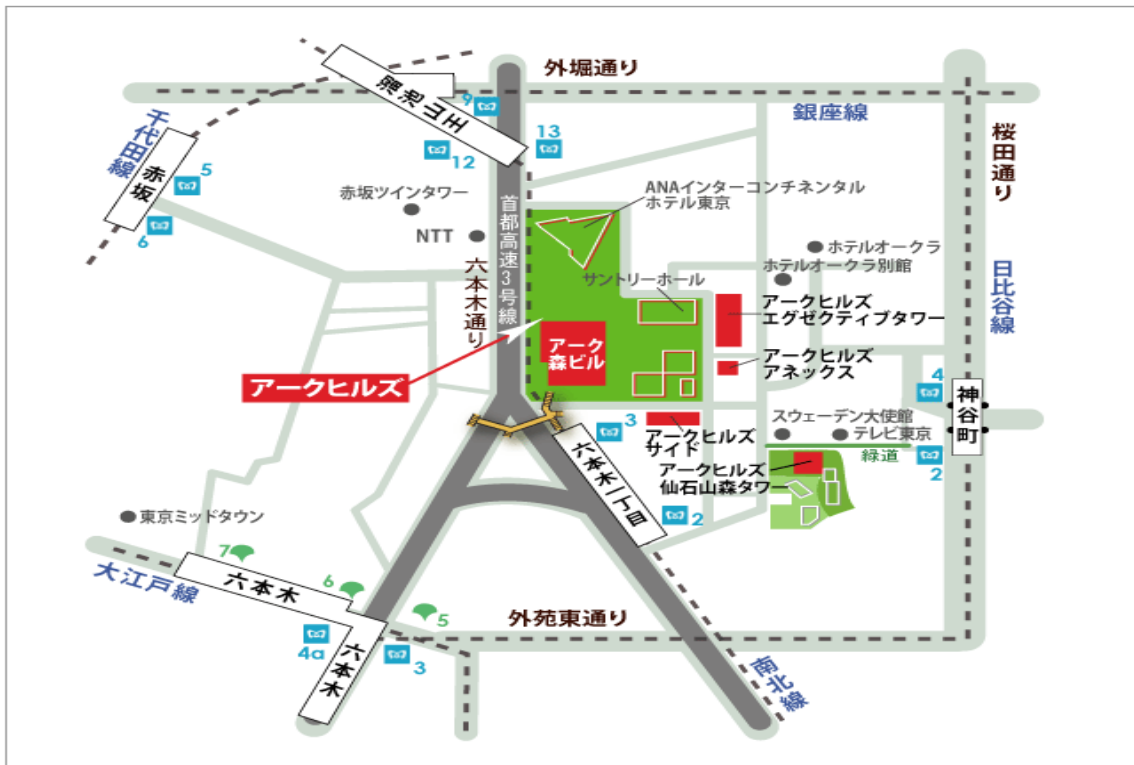 外堀通り
銀座線
桜田通り
溜池山王
9
12
13
千代田線
赤坂
5
6
赤坂ツインタワー
NTT
首都高速3号線
六本木通り
ANAインターコンチネンタル
ホテル東京
サントリーホール
ホテルオークラ
ホテルオークラ別館
日比谷線
アークヒルズ
エグゼクティブタワー
アーク
森ビル
アークヒルズ
アネックス
アークヒルズ
4
神谷町
3
アークヒルズ
サイド
スウェーデン大使館
テレビ東京
緑道
2
アークヒルズ
仙石山森タワー
六本木一丁目
2
東京ミッドタウン
7
大江戸線
六本木
6
5
外苑東通り
4a
六本木
3
南北線